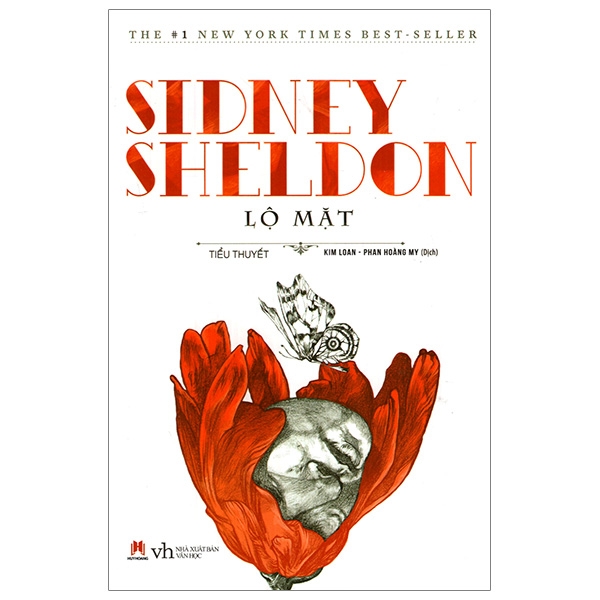 THE #1 NEW YORK TIMES BEST-SELLER
SIDNEY
SHELDON
LỘ MẶT
TIỂU THUYẾT
KIM LOAN - PHAN HOÀNG MY (Dịch)
HUYHOANG
vh NHÀ XUẤT BẢN
VĂN HỌC